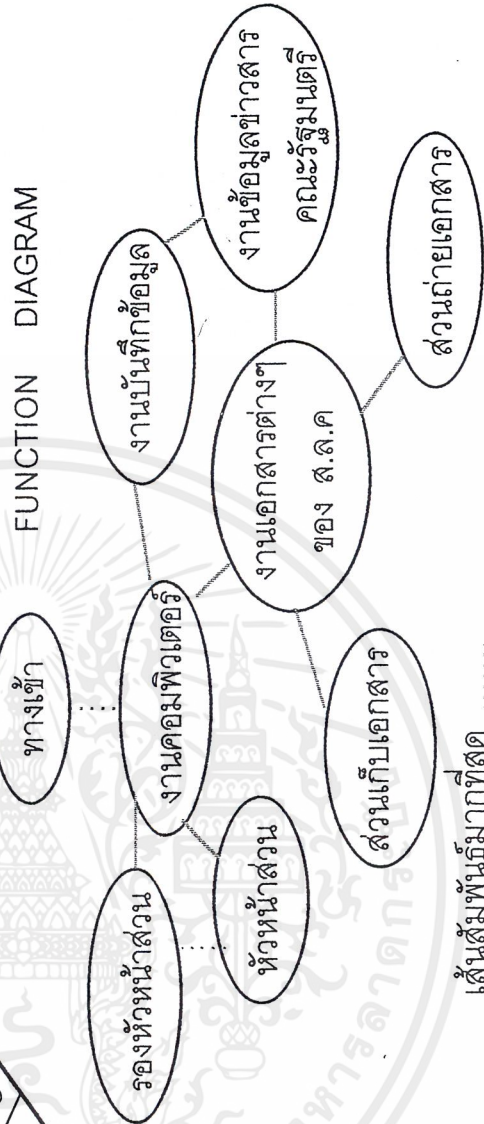 FUNCTION DIAGRAM
ทางเข้า
รองหัวหน้าส่วน
หัวหน้าส่วน
งานคอมพิวเตอร์
งานบันทึกข้อมูล
งานข้อมูลข่าวสาร
คณะรัฐมนตรี
งานเอกสารต่างๆ
ของ ส.ล.ค
ส่วนเก็บเอกสาร
ส่วนถ่ายเอกสาร
เส้นสัมพันธ์มากที่สุด